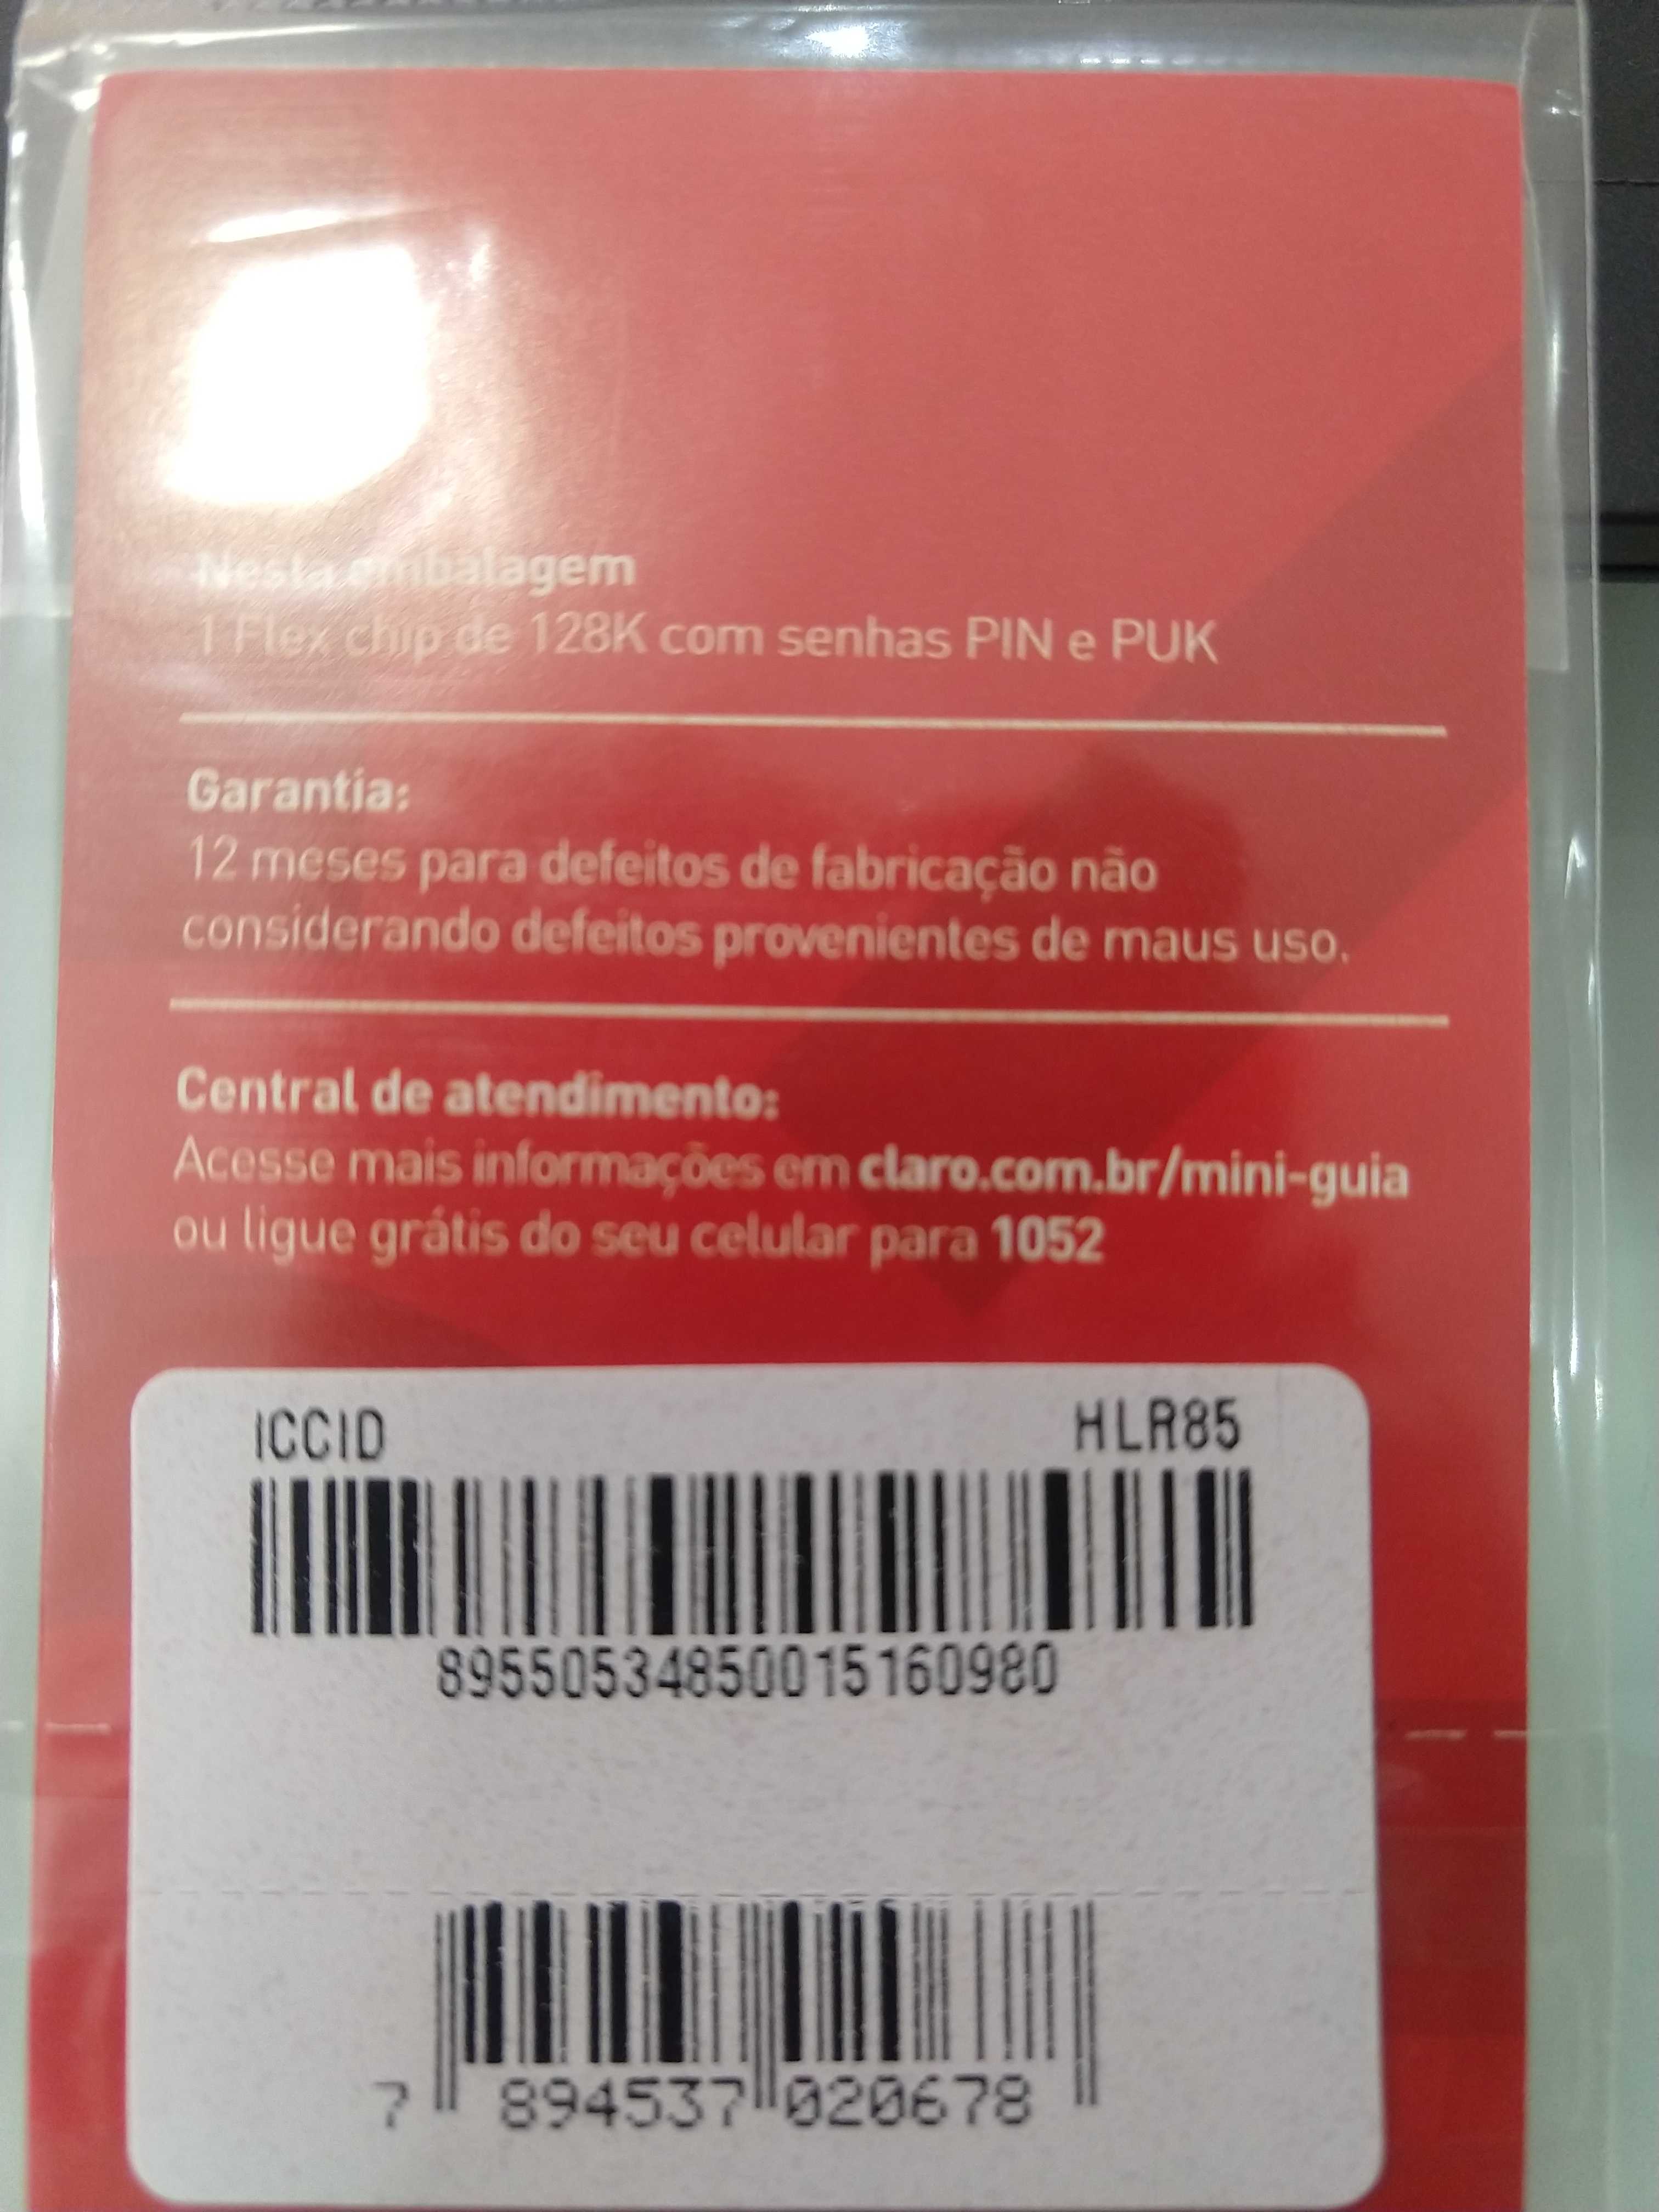 Nesta embalagem
1 Flex chip de 128K com senhas PIN e PUK
Garantia:
12 meses para defeitos de fabricação não
considerando defeitos provenientes de maus uso.
Central de atendimento:
Acesse mais informações em claro.com.br/mini-guia
ou ligue grátis do seu celular para 1052
ICCID HLR85
89550534850015160980
7 894537 020678